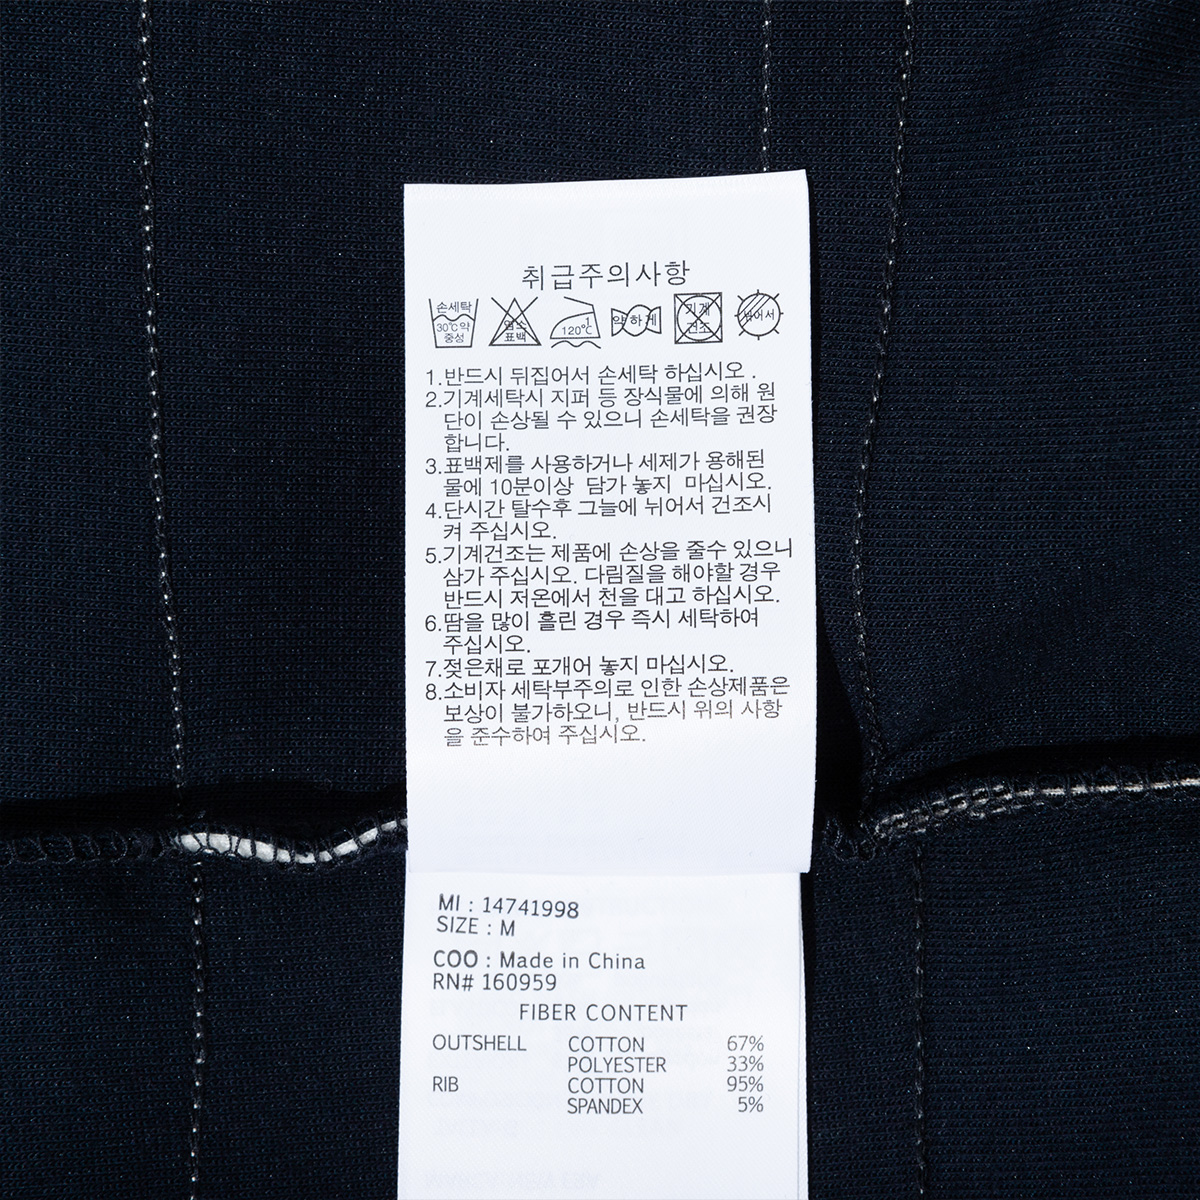 취급주의사항
손세탁
30℃약
중성
염소
표백
1
120℃
약하게
기계
건조
뉘어서
1.반드시 뒤집어서 손세탁 하십시오 .
2.기계세탁시 지퍼 등 장식물에 의해 원
단이 손상될 수 있으니 손세탁을 권장
합니다.
3.표백제를 사용하거나 세제가 용해된
물에 10분이상 담가 놓지 마십시오.
4.단시간 탈수후 그늘에 뉘어서 건조시
켜 주십시오.
5.기계건조는 제품에 손상을 줄수 있으니
삼가 주십시오. 다림질을 해야할 경우
반드시 저온에서 천을 대고 하십시오.
6.땀을 많이 흘린 경우 즉시 세탁하여
주십시오.
7.젖은채로 포개어 놓지 마십시오.
8.소비자 세탁부주의로 인한 손상제품은
보상이 불가하오니, 반드시 위의 사항
을 준수하여 주십시오.
MI : 14741998
SIZE : M
COO : Made in China
RN# 160959
FIBER CONTENT
OUTSHELL COTTON 67%
POLYESTER 33%
RIB COTTON 95%
SPANDEX 5%